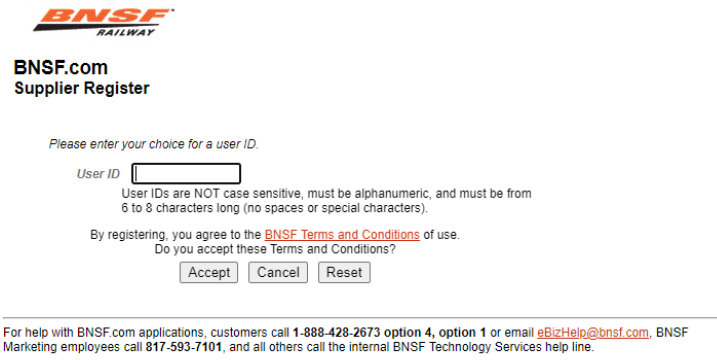 BNSF
RAILWAY
BNSF.com
Supplier Register
Please enter your choice for a user ID.
User ID
User IDs are NOT case sensitive, must be alphanumeric, and must be from
6 to 8 characters long (no spaces or special characters).
By registering, you agree to the BNSF Terms and Conditions of use.
Do you accept these Terms and Conditions?
Accept Cancel Reset
For help with BNSF.com applications, customers call 1-888-428-2673 option 4, option 1 or email eBizHelp@bnsf.com, BNSF
Marketing employees call 817-593-7101, and all others call the internal BNSF Technology Services help line.